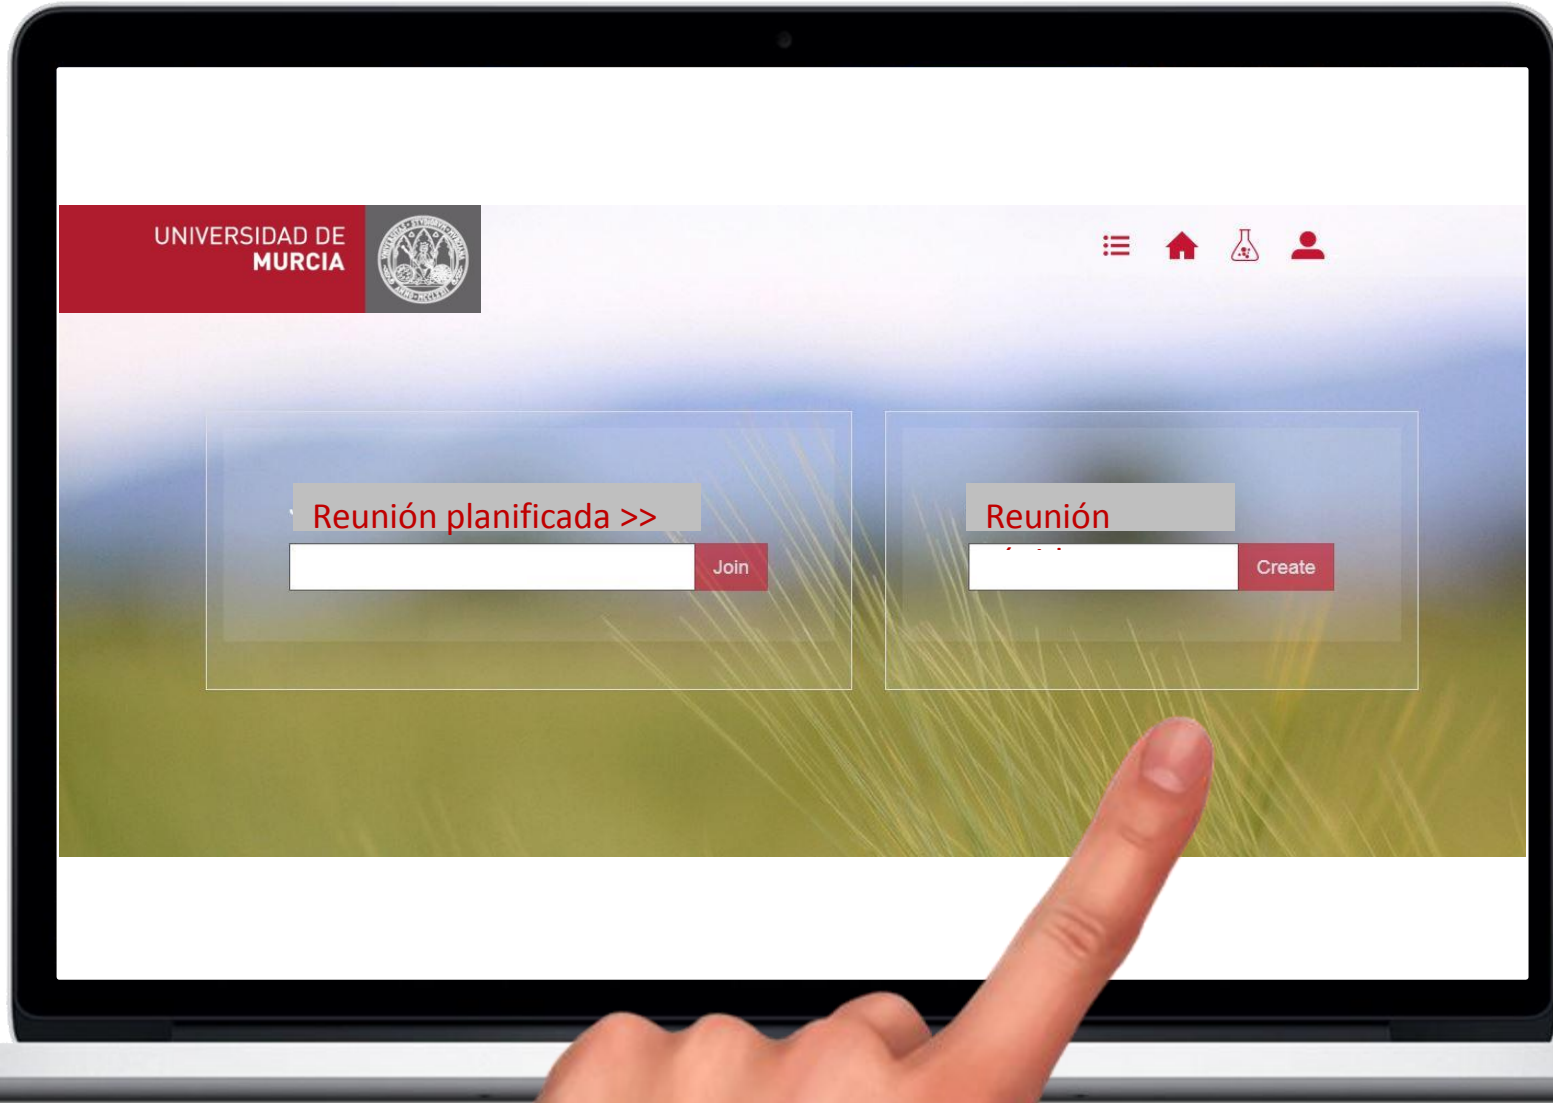 UNIVERSIDAD DE
MURCIA
Reunión planificada >>
Join
Reunión
Create